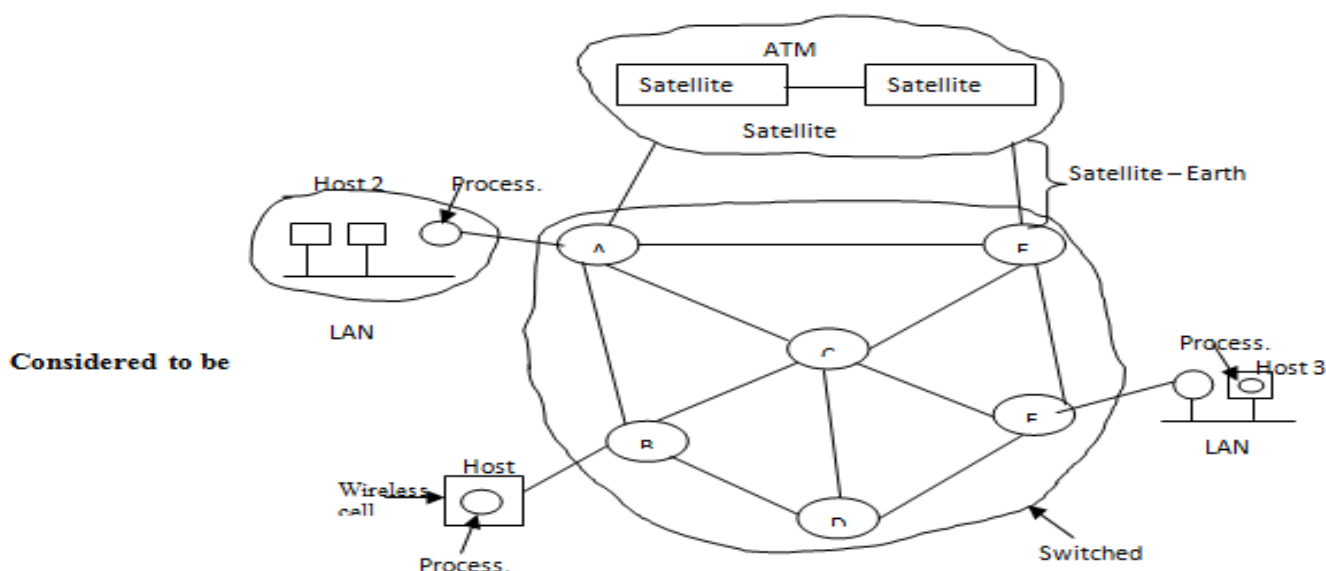 ATM
Satellite
Satellite
Satellite
Satellite – Earth
Host 2
Process.
A
LAN
C
Considered to be
Process.
Host 3
B
LAN
Host
Wireless
cell
D
Process.
Switched